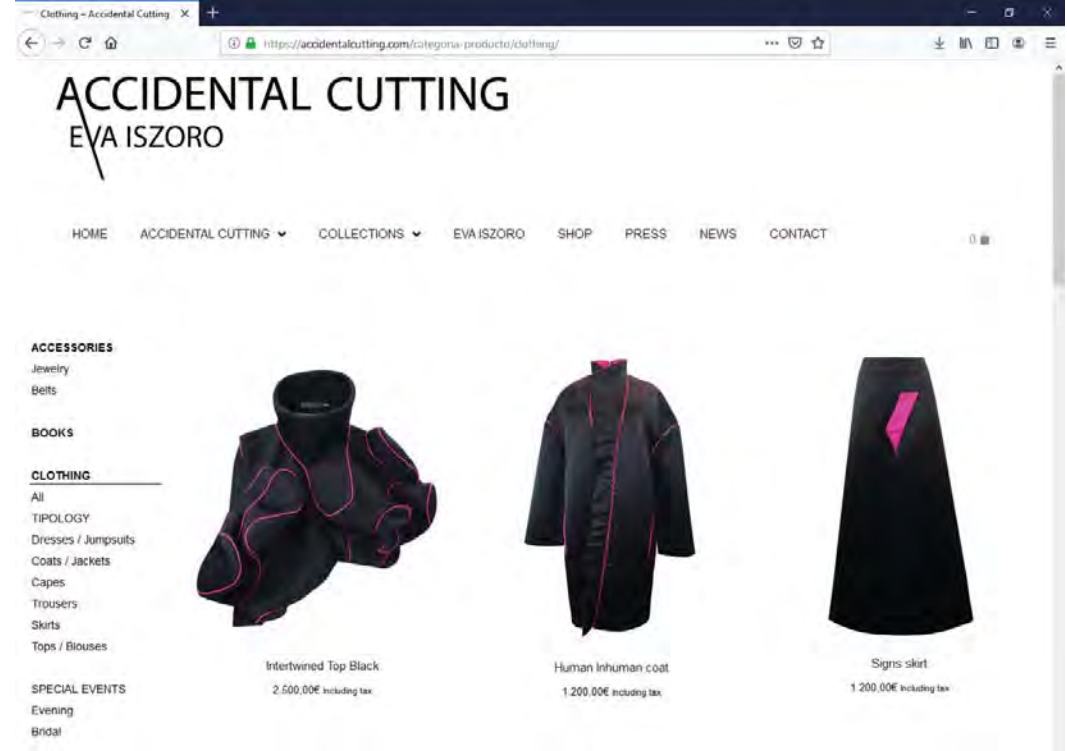 Clothing – Accidental Cutting
https://accidentalcutting.com/categoria-producto/clothing/
ACCIDENTAL CUTTING
EVA ISZORO
HOME ACCIDENTAL CUTTING COLLECTIONS EVA ISZORO SHOP PRESS NEWS CONTACT 0
ACCESSORIES
Jewelry
Belts
BOOKS
CLOTHING
All
TIPOLOGY
Dresses / Jumpsuits
Coats / Jackets
Capes
Trousers
Skirts
Tops / Blouses
SPECIAL EVENTS
Evening
Bridal
Intertwined Top Black
2.500,00€ including tax
Human Inhuman coat
1.200,00€ including tax
Signs skirt
1.200,00€ including tax